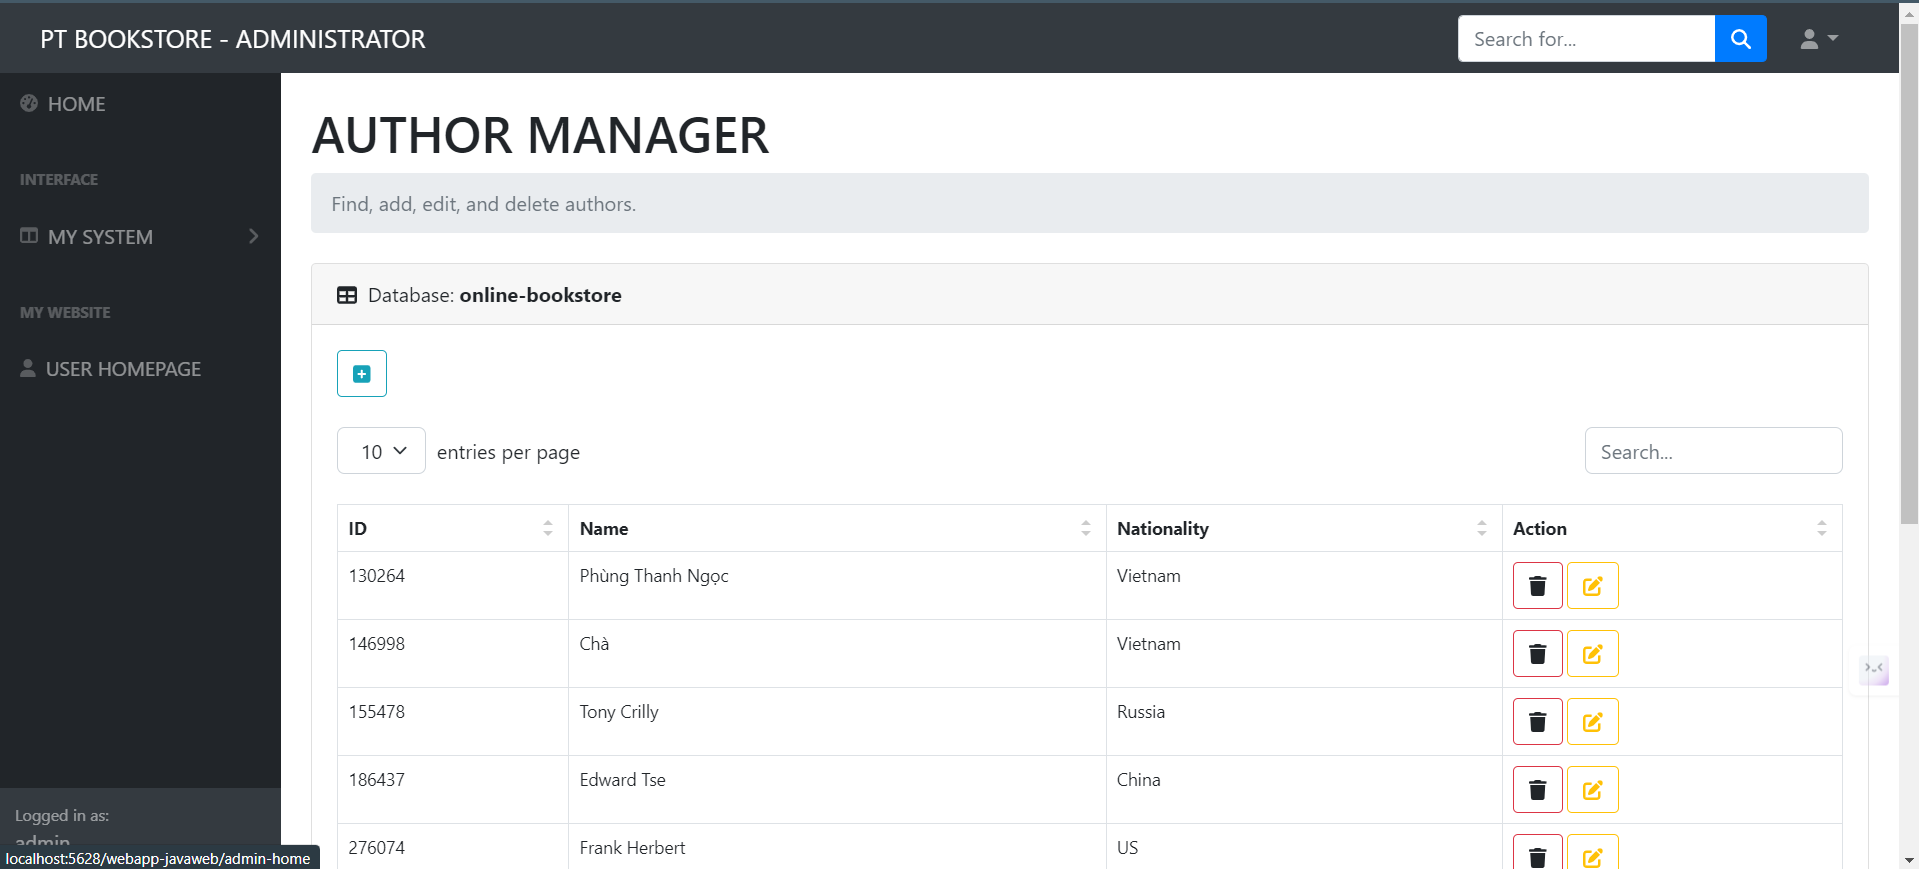 PT BOOKSTORE - ADMINISTRATOR
Search for...
HOME
INTERFACE
MY SYSTEM
MY WEBSITE
USER HOMEPAGE
Logged in as:
admin
localhost:5628/webapp-javaweb/admin-home
AUTHOR MANAGER
Find, add, edit, and delete authors.
Database: online-bookstore
10 entries per page
Search...
ID Name Nationality Action
130264 Phùng Thanh Ngọc Vietnam
146998 Chà Vietnam
155478 Tony Crilly Russia
186437 Edward Tse China
276074 Frank Herbert US